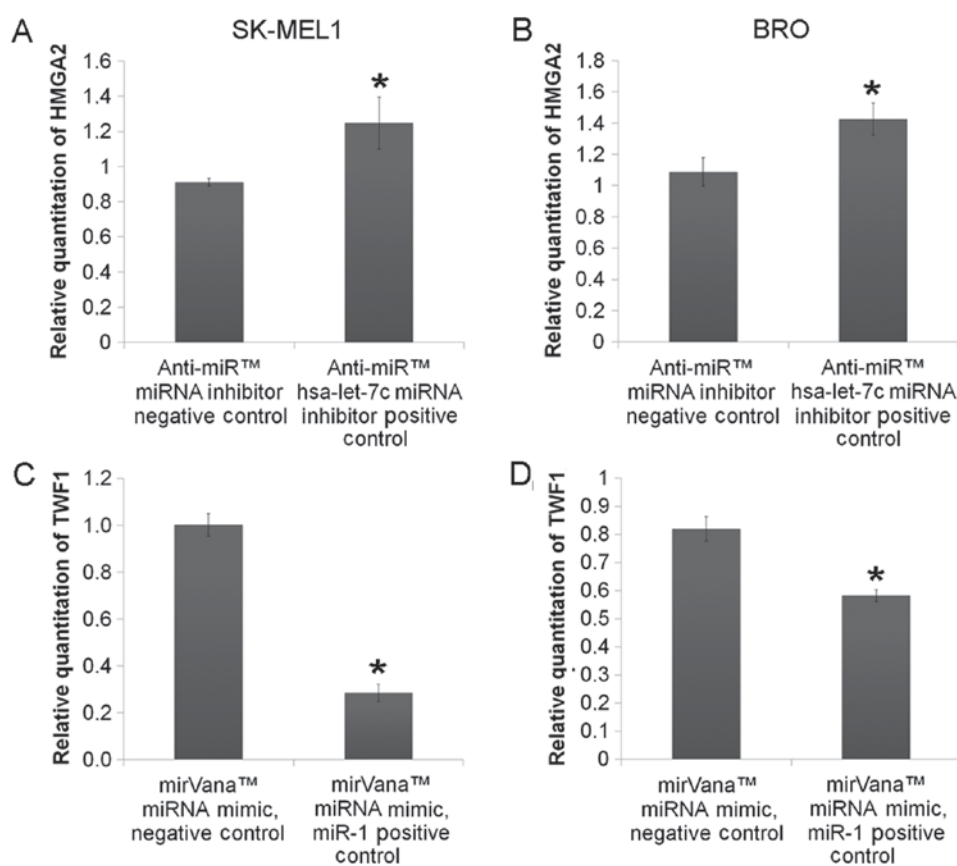 A
SK-MEL1
Relative quantitation of HMGA2
1.6
1.4
1.2
1
0.8
0.6
0.4
0.2
0
*
Anti-miR™
miRNA inhibitor
negative control
Anti-miR™
hsa-let-7c miRNA
inhibitor positive
control
B
BRO
Relative quantitation of HMGA2
1.8
1.6
1.4
1.2
1
0.8
0.6
0.4
0.2
0
*
Anti-miR™
miRNA inhibitor
negative control
Anti-miR™
hsa-let-7c miRNA
inhibitor positive
control
C
Relative quantitation of TWF1
1.2
1.0
0.8
0.6
0.4
0.2
0.0
*
mirVana™
miRNA mimic,
negative control
mirVana™
miRNA mimic,
miR-1 positive
control
D
Relative quantitation of TWF1
1
0.9
0.8
0.7
0.6
0.5
0.4
0.3
0.2
0.1
0
*
mirVana™
miRNA mimic,
negative control
mirVana™
miRNA mimic,
miR-1 positive
control